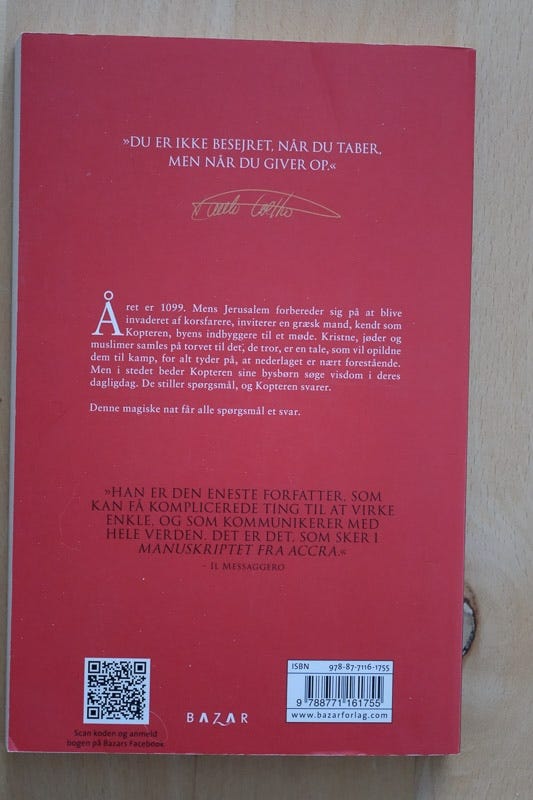 »DU ER IKKE BESEJRET, NÅR DU TABER,
MEN NÅR DU GIVER OP.«
Paulo Coelho
Året er 1099. Mens Jerusalem forbereder sig på at blive
invaderet af korsfarere, inviterer en græsk mand, kendt som
Kopteren, byens indbyggere til et møde. Kristne, jøder og
muslimer samles på torvet til det, de tror, er en tale, som vil opildne
dem til kamp, for alt tyder på, at nederlaget er nært forestående.
Men i stedet beder Kopteren sine bysbørn søge visdom i deres
dagligdag. De stiller spørgsmål, og Kopteren svarer.
Denne magiske nat får alle spørgsmål et svar.
»HAN ER DEN ENESTE FORFATTER, SOM
KAN FÅ KOMPLICEREDE TING TIL AT VIRKE
ENKLE, OG SOM KOMMUNIKERER MED
HELE VERDEN. DET ER DET, SOM SKER I
MANUSKRIPTET FRA ACCRA.«
- IL MESSAGGERO
ISBN 978-87-7116-1755
9 788771 161755
www.bazarforlag.com
BAZAR
Scan koden og anmeld
bogen på Bazars Facebook